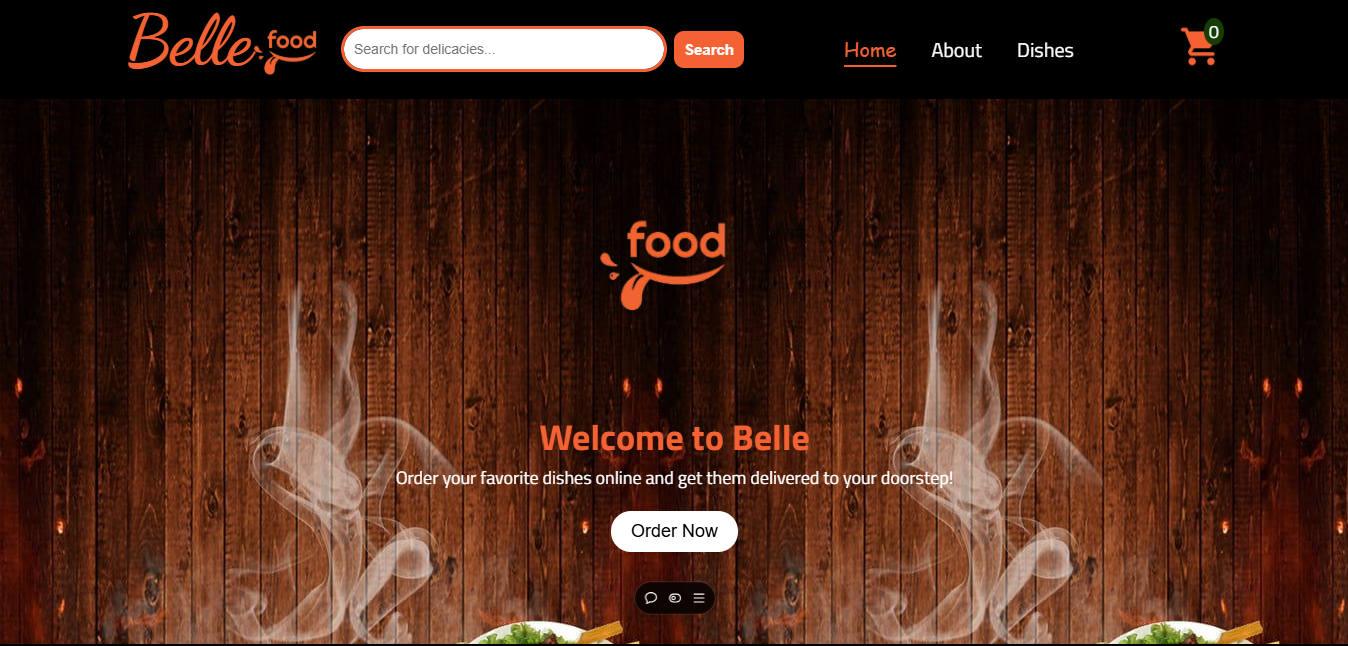 Belle food
Search for delicacies...
Search
Home
About
Dishes
0
food
Welcome to Belle
Order your favorite dishes online and get them delivered to your doorstep!
Order Now